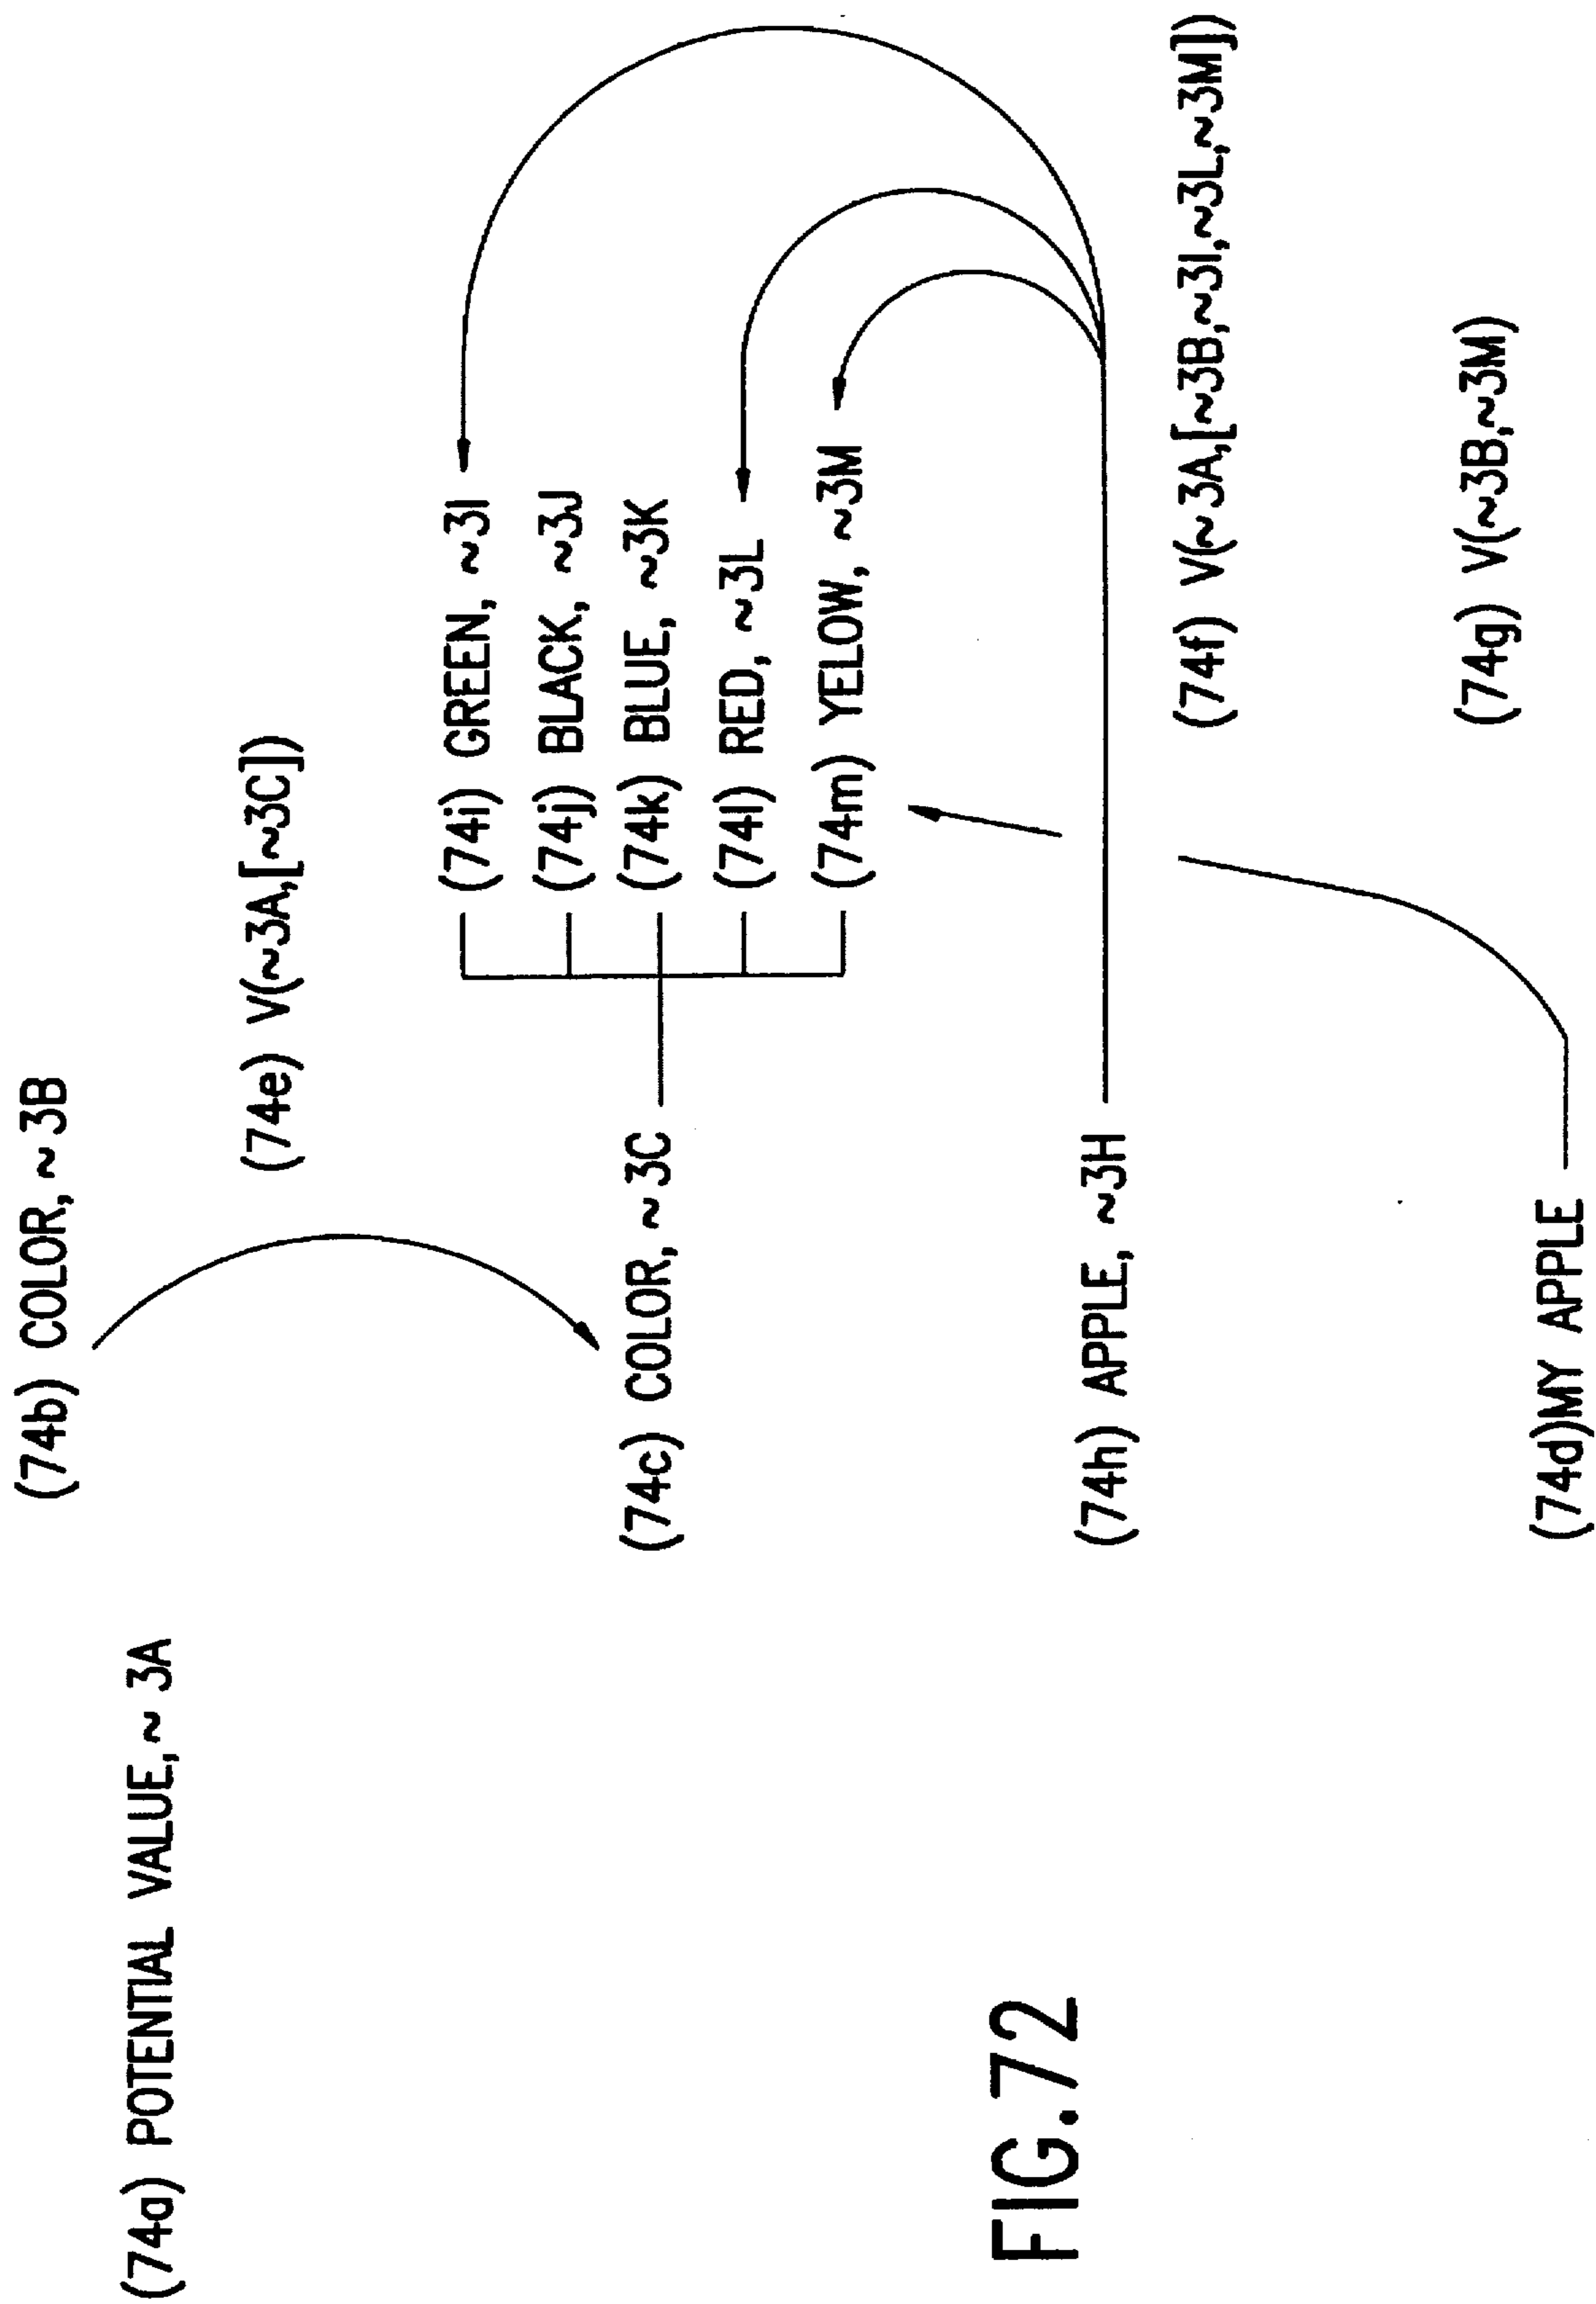 (74b) COLOR, ~3B
(74a) POTENTIAL VALUE, ~ 3A
(74e) V(~3A,[~3C])
(74i) GREEN, ~3I
(74j) BLACK, ~3J
(74c) COLOR, ~3C
(74k) BLUE, ~3K
(74l) RED, ~3L
(74m) YELOW, ~3M
(74h) APPLE, ~3H
(74f) V(~3A,[~3B,~3I,~3L,~3M])
(74g) V(~3B,~3M)
(74d)MY APPLE
FIG.72